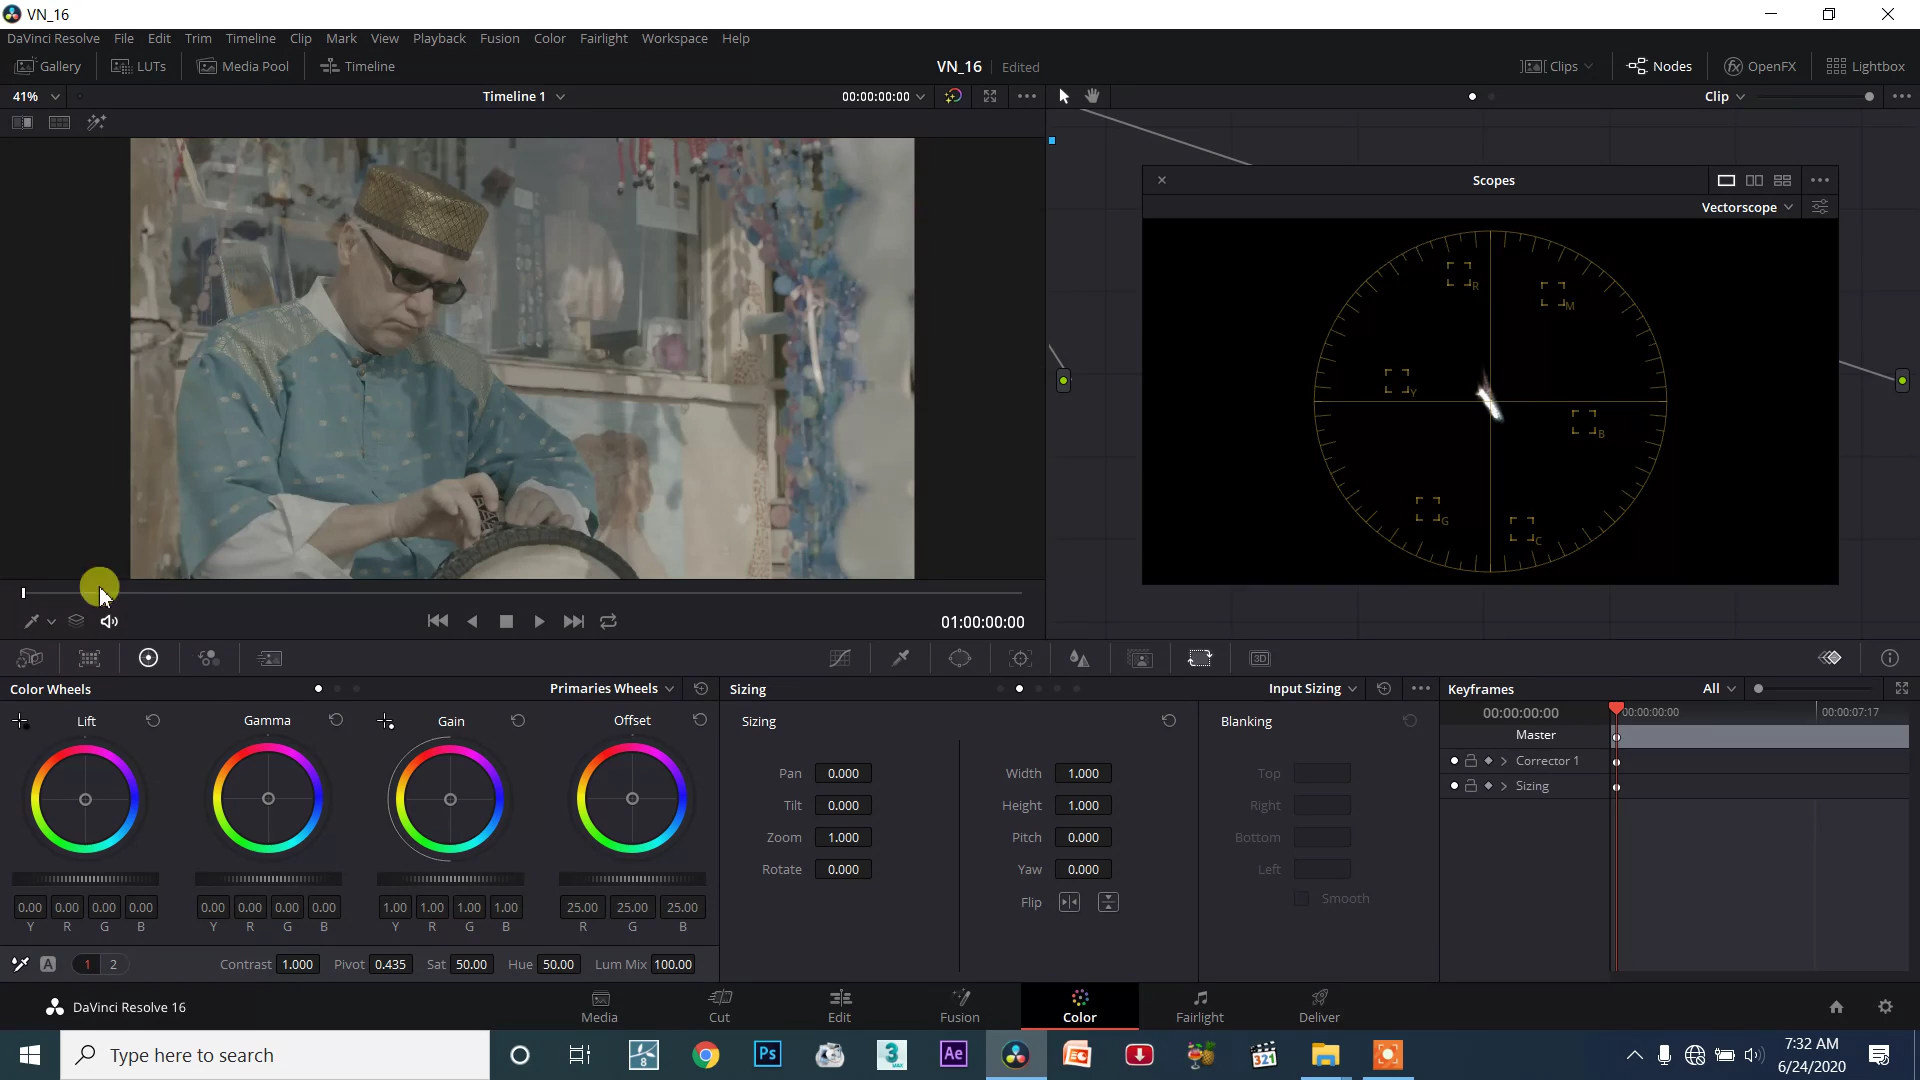 VN_16
DaVinci Resolve File Edit Trim Timeline Clip Mark View Playback Fusion Color Fairlight Workspace Help
Gallery LUTs Media Pool Timeline VN_16 Edited Clips Nodes OpenFX Lightbox
41% Timeline 1 00:00:00:00 Clip
Scopes
Vectorscope
R
M
Y
B
G
C
01:00:00:00
Color Wheels Primaries Wheels Sizing Input Sizing Keyframes All
Lift Gamma Gain Offset Sizing Blanking 00:00:00:00 00:00:00:00 00:00:07:17
Master
Corrector 1
Sizing
Pan 0.000 Width 1.000 Top
Tilt 0.000 Height 1.000 Right
Zoom 1.000 Pitch 0.000 Bottom
Rotate 0.000 Yaw 0.000 Left
Flip Smooth
0.00 0.00 0.00 0.00 0.00 0.00 0.00 0.00 1.00 1.00 1.00 1.00 25.00 25.00 25.00
Y R G B Y R G B Y R G B R G B
A 1 2 Contrast 1.000 Pivot 0.435 Sat 50.00 Hue 50.00 Lum Mix 100.00
DaVinci Resolve 16 Media Cut Edit Fusion Color Fairlight Deliver
3D
Type here to search
8 Ps 3 MAX Ae 321
7:32 AM
6/24/2020